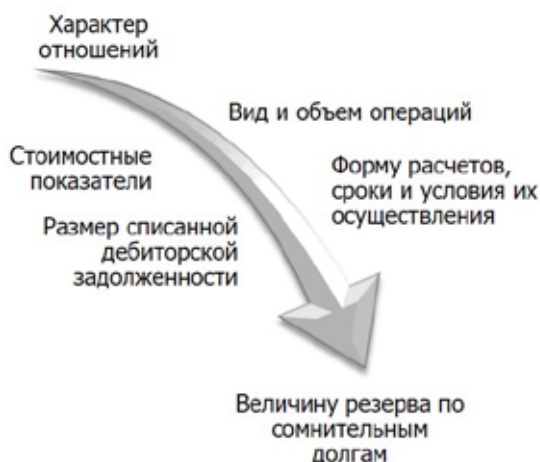 Характер
отношений
Вид и объем операций
Стоимостные
показатели
Форму расчетов,
сроки и условия их
осуществления
Размер списанной
дебиторской
задолженности
Величину резерва по
сомнительным
долгам